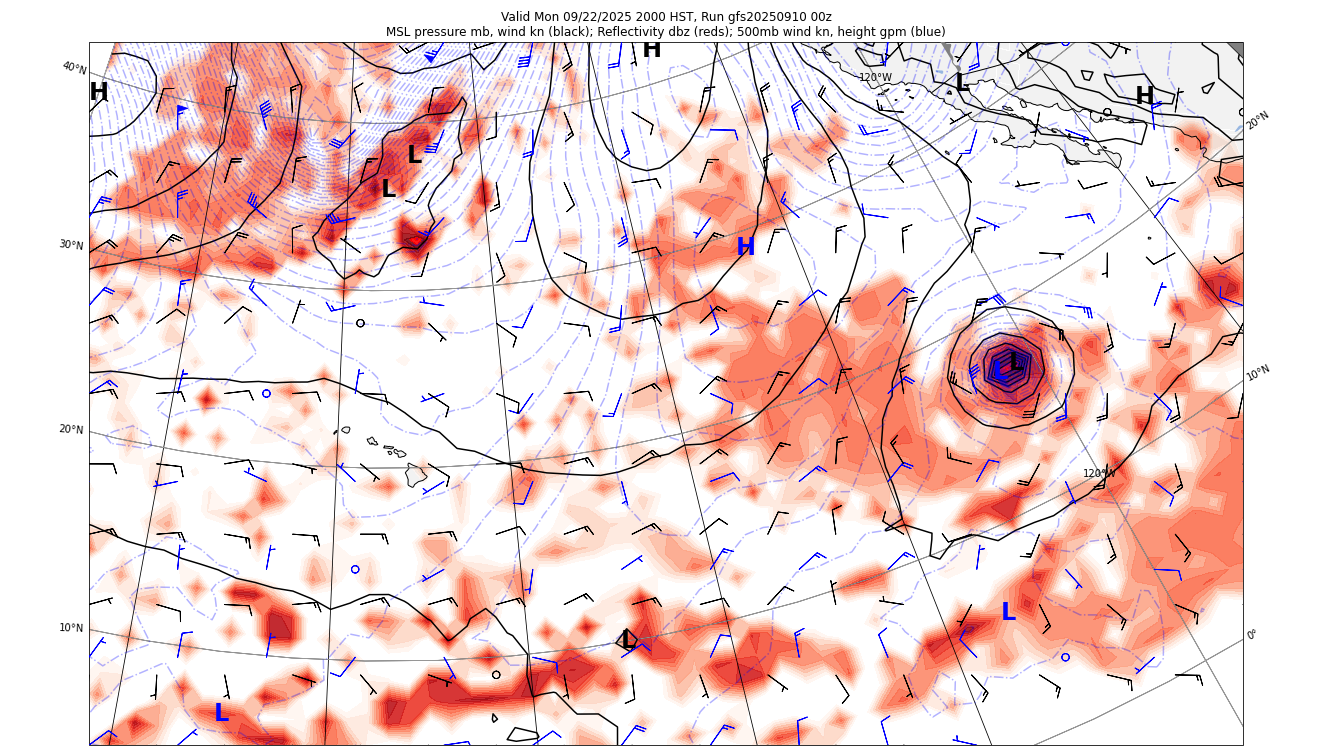 Valid Mon 09/22/2025 2000 HST, Run gfs20250910 00z
MSL pressure mb, wind kn (black); Reflectivity dbz (reds); 500mb wind kn, height gpm (blue)
H
L
120°W
40°N
H
H
20°N
L
L
30°N
H
L
10°N
20°N
120°W
L
10°N
L
0°
L